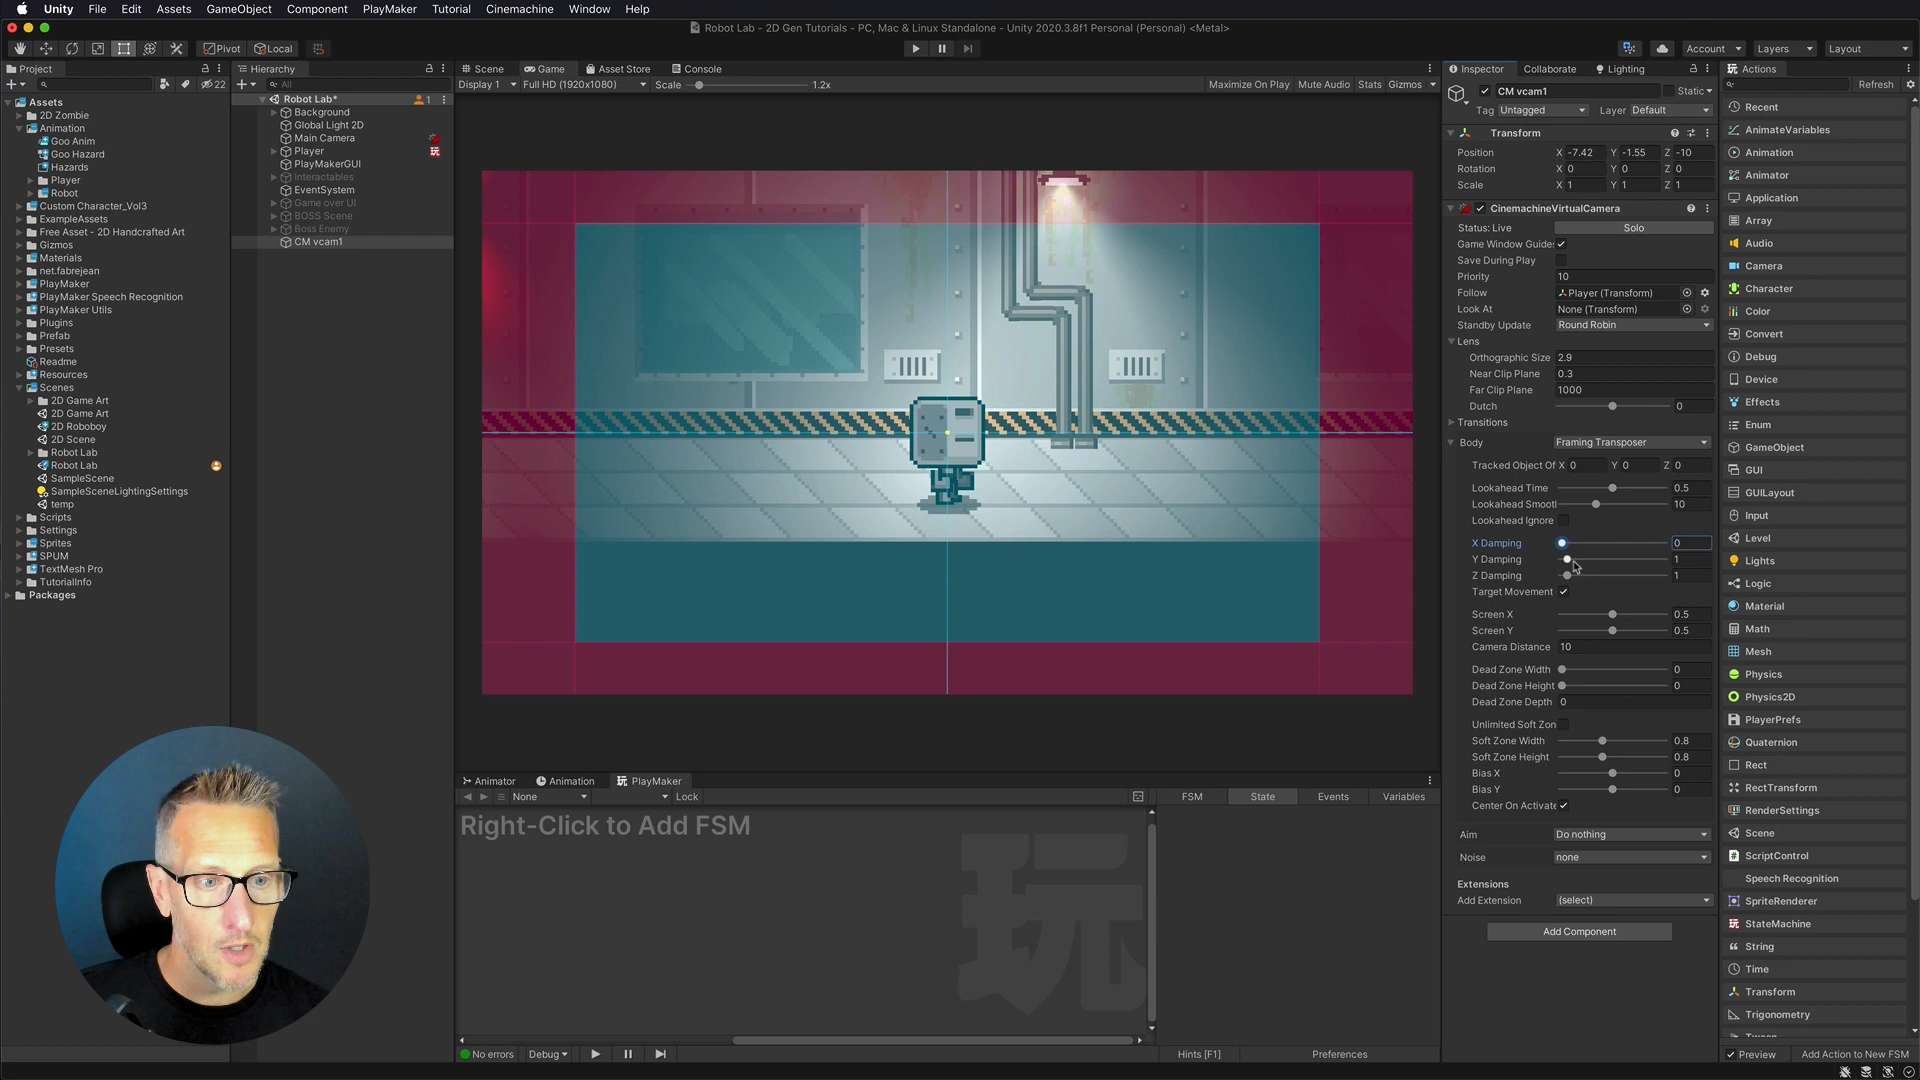 Unity File Edit Assets GameObject Component PlayMaker Tutorial Cinemachine Window Help
Robot Lab - 2D Gen Tutorials - PC, Mac & Linux Standalone - Unity 2020.3.8f1 Personal (Personal) <Metal>
Pivot Local Account Layers Layout
Project Hierarchy Scene Game Asset Store Console Inspector Collaborate Lighting Actions
22 All Display 1 Full HD (1920x1080) Scale 1.2x Maximize On Play Mute Audio Stats Gizmos Refresh
Assets
2D Zombie
Animation
Goo Anim
Goo Hazard
Hazards
Player
Robot
Custom Character_Vol3
ExampleAssets
Free Asset - 2D Handcrafted Art
Gizmos
Materials
net.fabrejean
PlayMaker
PlayMaker Speech Recognition
PlayMaker Utils
Plugins
Prefab
Presets
Readme
Resources
Scenes
2D Game Art
2D Game Art
2D Roboboy
2D Scene
Robot Lab
Robot Lab
SampleScene
SampleSceneLightingSettings
temp
Scripts
Settings
Sprites
SPUM
TextMesh Pro
TutorialInfo
Packages
Robot Lab* 1
Background
Global Light 2D
Main Camera
Player
PlayMakerGUI
Interactables
EventSystem
Game over UI
BOSS Scene
Boss Enemy
CM vcam1
CM vcam1 Static
Tag Untagged Layer Default
Transform
Position X -7.42 Y -1.55 Z -10
Rotation X 0 Y 0 Z 0
Scale X 1 Y 1 Z 1
CinemachineVirtualCamera
Status: Live Solo
Game Window Guides
Save During Play
Priority 10
Follow Player (Transform)
Look At None (Transform)
Standby Update Round Robin
Lens
Orthographic Size 2.9
Near Clip Plane 0.3
Far Clip Plane 1000
Dutch 0
Transitions
Body Framing Transposer
Tracked Object Of X 0 Y 0 Z 0
Lookahead Time 0.5
Lookahead Smooti 10
Lookahead Ignore
X Damping 0
Y Damping 1
Z Damping 1
Target Movement
Screen X 0.5
Screen Y 0.5
Camera Distance 10
Dead Zone Width 0
Dead Zone Height 0
Dead Zone Depth 0
Unlimited Soft Zon
Soft Zone Width 0.8
Soft Zone Height 0.8
Bias X 0
Bias Y 0
Center On Activate
Aim Do nothing
Noise none
Extensions
Add Extension (select)
Add Component
Recent
AnimateVariables
Animation
Animator
Application
Array
Audio
Camera
Character
Color
Convert
Debug
Device
Effects
Enum
GameObject
GUI
GUILayout
Input
Level
Lights
Logic
Material
Math
Mesh
Physics
Physics2D
PlayerPrefs
Quaternion
Rect
RectTransform
RenderSettings
Scene
ScriptControl
Speech Recognition
SpriteRenderer
StateMachine
String
Time
Transform
Trigonometry
Tween
Preview Add Action to New FSM
Animator Animation PlayMaker
None Lock FSM State Events Variables
Right-Click to Add FSM
玩
No errors Debug Hints [F1] Preferences